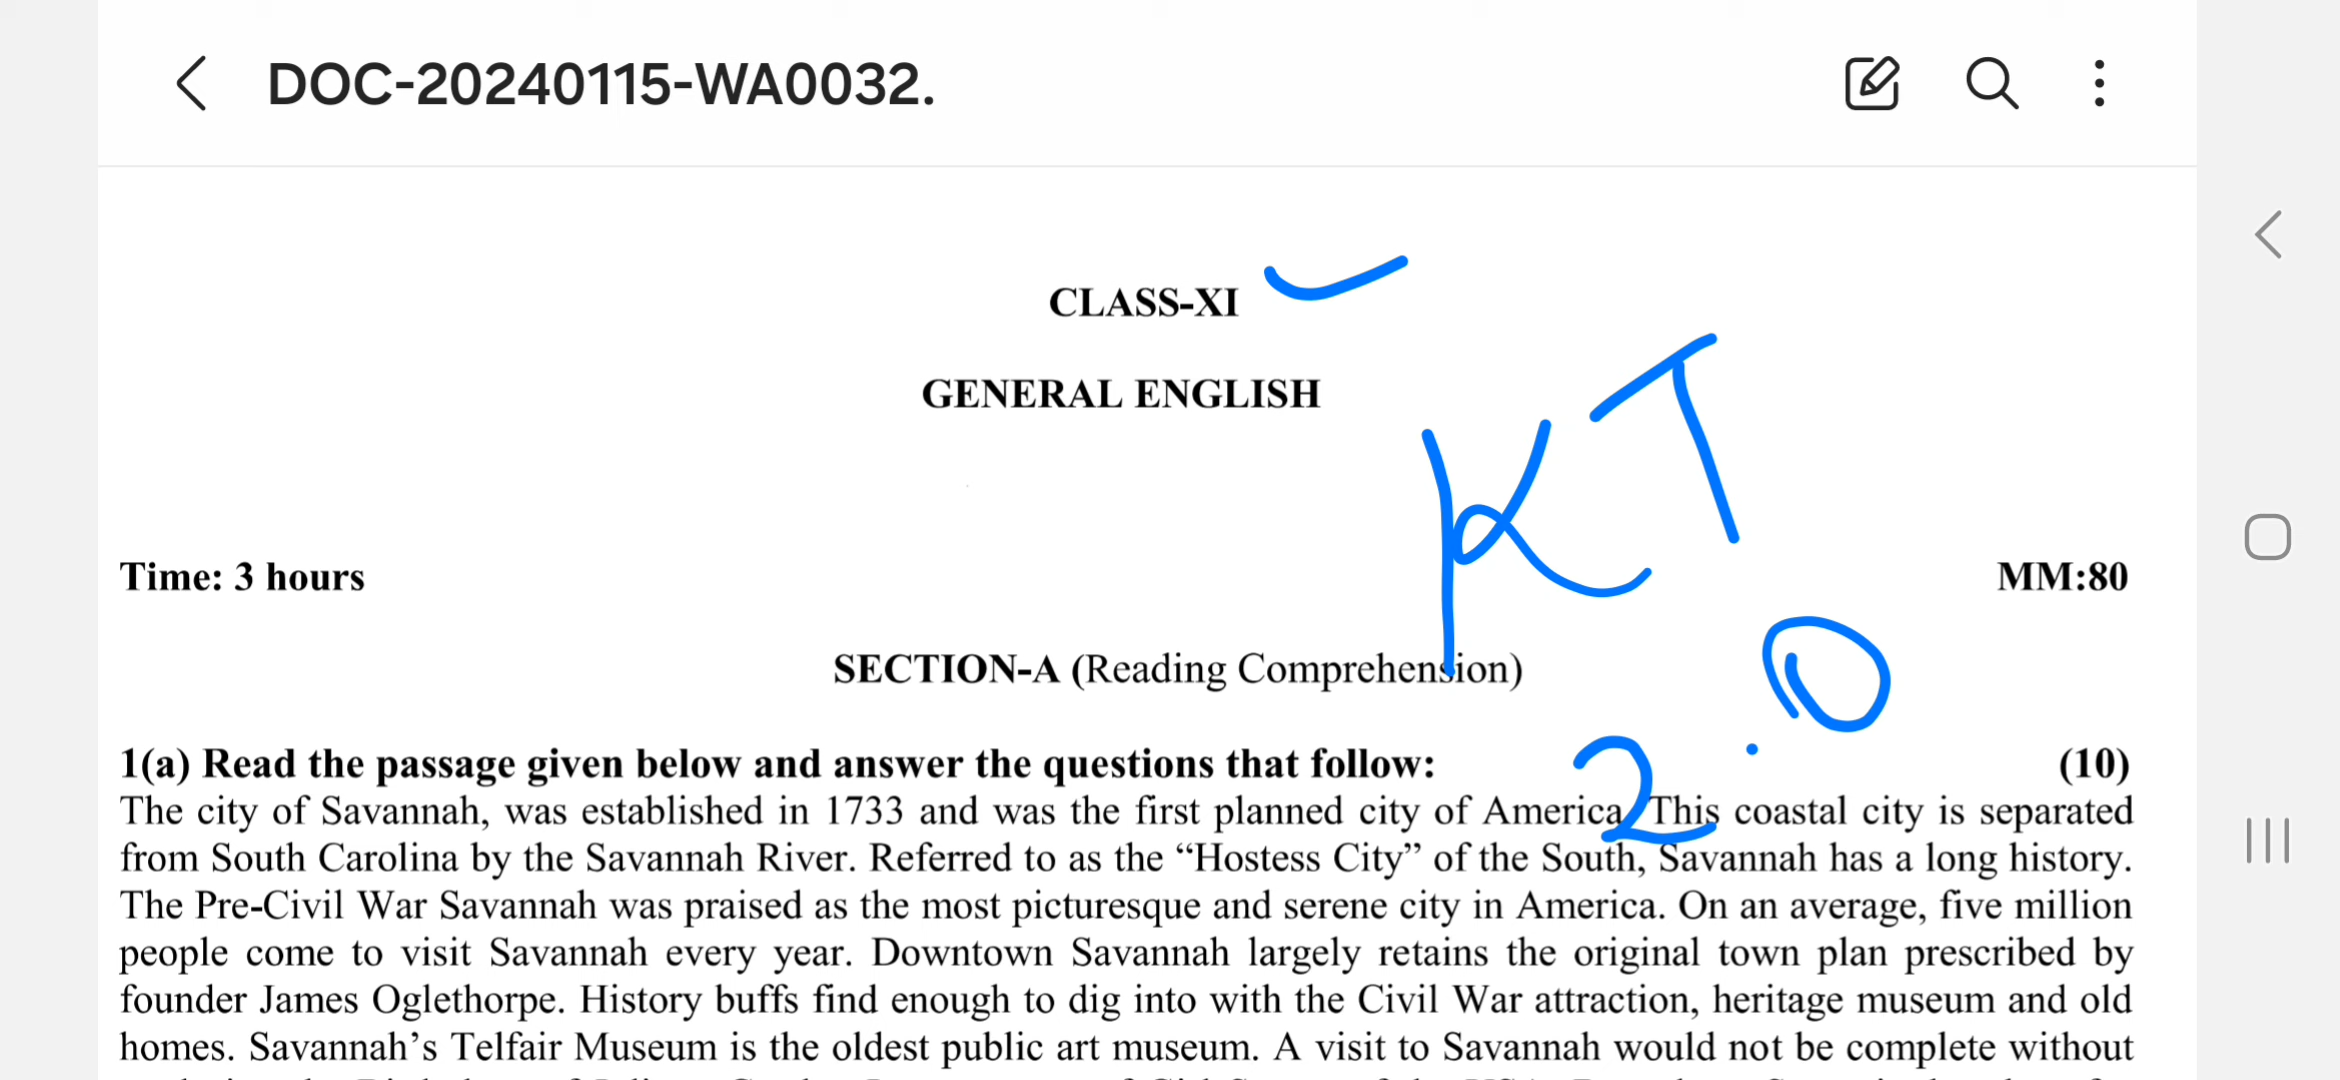 DOC-20240115-WA0032.
CLASS-XI
GENERAL ENGLISH
KT
2.0
Time: 3 hours MM:80
SECTION-A (Reading Comprehension)
1(a) Read the passage given below and answer the questions that follow: (10)
The city of Savannah, was established in 1733 and was the first planned city of America. This coastal city is separated
from South Carolina by the Savannah River. Referred to as the “Hostess City” of the South, Savannah has a long history.
The Pre-Civil War Savannah was praised as the most picturesque and serene city in America. On an average, five million
people come to visit Savannah every year. Downtown Savannah largely retains the original town plan prescribed by
founder James Oglethorpe. History buffs find enough to dig into with the Civil War attraction, heritage museum and old
homes. Savannah’s Telfair Museum is the oldest public art museum. A visit to Savannah would not be complete without